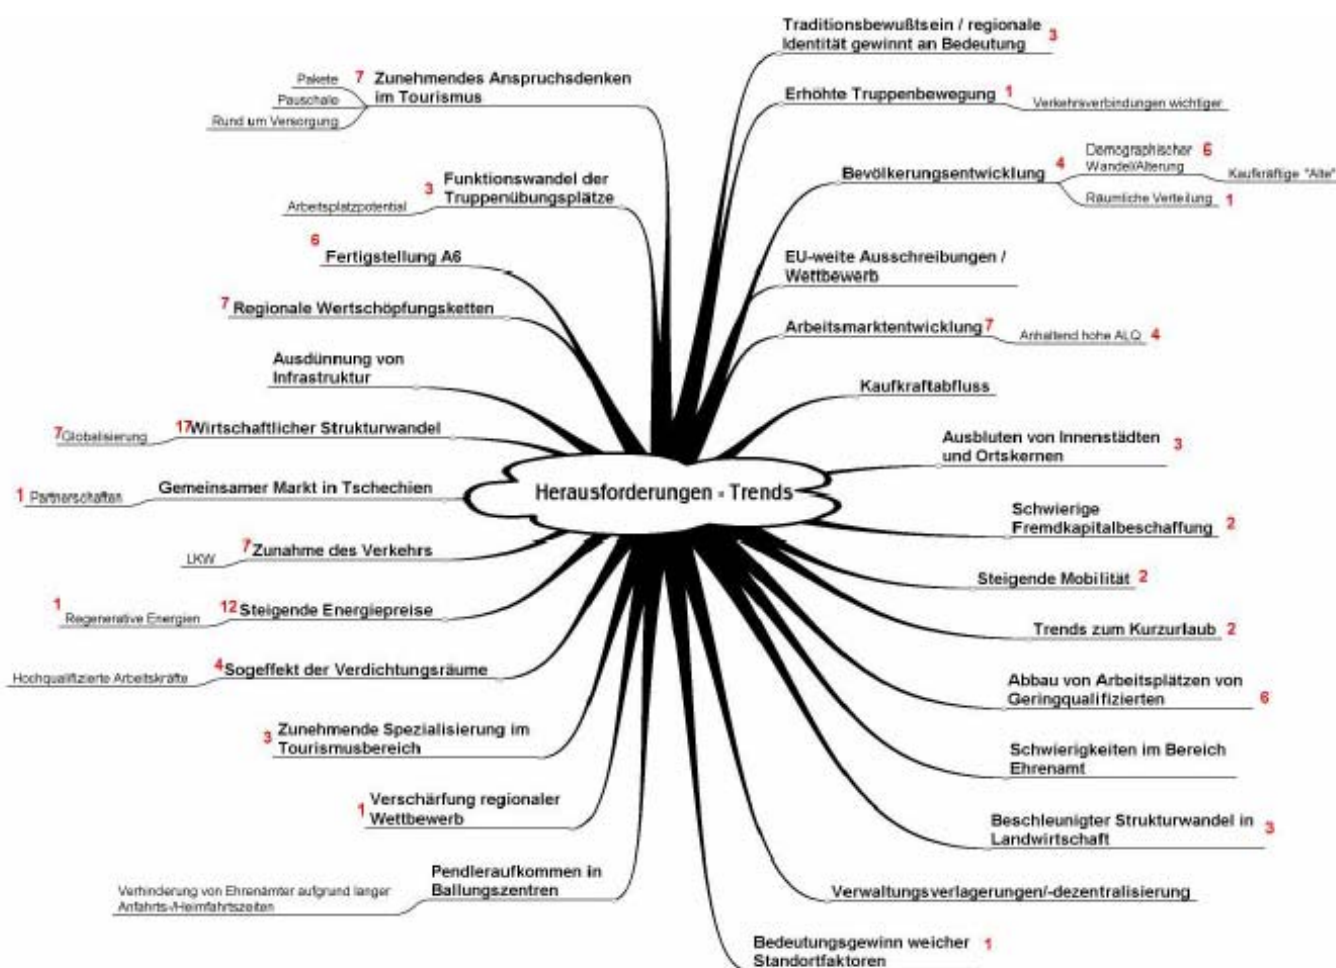 Herausforderungen - Trends
Traditionsbewußtsein / regionale
Identität gewinnt an Bedeutung 3
Erhöhte Truppenbewegung 1
Verkehrsverbindungen wichtiger
Bevölkerungsentwicklung 4
Demographischer 6
Wandel/Alterung
Kaufkräftige "Alte"
Räumliche Verteilung 1
EU-weite Ausschreibungen /
Wettbewerb
Arbeitsmarktentwicklung 7
Anhaltend hohe ALQ 4
Kaufkraftabfluss
Ausbluten von Innenstädten
und Ortskernen 3
Schwierige
Fremdkapitalbeschaffung 2
Steigende Mobilität 2
Trends zum Kurzurlaub 2
Abbau von Arbeitsplätzen von
Geringqualifizierten 6
Schwierigkeiten im Bereich
Ehrenamt
Beschleunigter Strukturwandel in
Landwirtschaft 3
Verwaltungsverlagerungen/-dezentralisierung
Bedeutungsgewinn weicher 1
Standortfaktoren
7 Zunehmendes Anspruchsdenken
im Tourismus
Pakete
Pauschale
Rund um Versorgung
3 Funktionswandel der
Truppenübungsplätze
Arbeitsplatzpotential
6
Fertigstellung A6
7 Regionale Wertschöpfungsketten
Ausdünnung von
Infrastruktur
17 Wirtschaftlicher Strukturwandel
7 Globalisierung
Gemeinsamer Markt in Tschechien
1 Partnerschaften
7 Zunahme des Verkehrs
LKW
12 Steigende Energiepreise
1 Regenerative Energien
4 Sogeffekt der Verdichtungsräume
Hochqualifizierte Arbeitskräfte
3 Zunehmende Spezialisierung im
Tourismusbereich
1 Verschärfung regionaler
Wettbewerb
Pendleraufkommen in
Ballungszentren
Verhinderung von Ehrenämter aufgrund langer
Anfahrts-/Heimfahrtszeiten